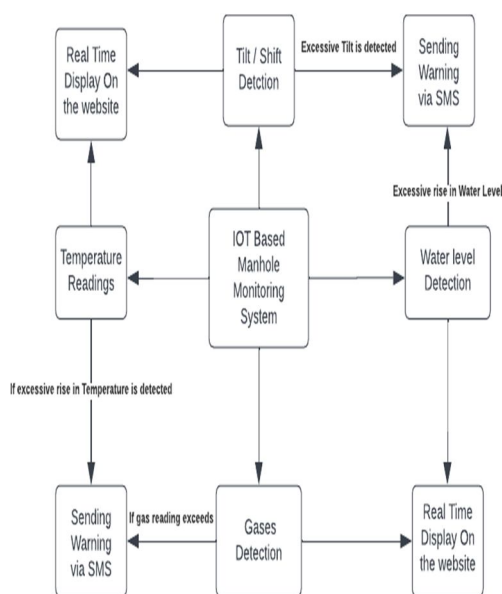 Real Time
Display On
the website
Tilt / Shift
Detction
Excessive Tilt is detected
Sending
Warning
via SMS
Excessive rise in Water Level
Temperature
Readings
IOT Based
Manhole
Monitoring
System
Water level
Detection
If excessive rise in Temperature is detected
Sending
Warning
via SMS
If gas reading exceeds
Gases
Detection
Real Time
Display On
the website